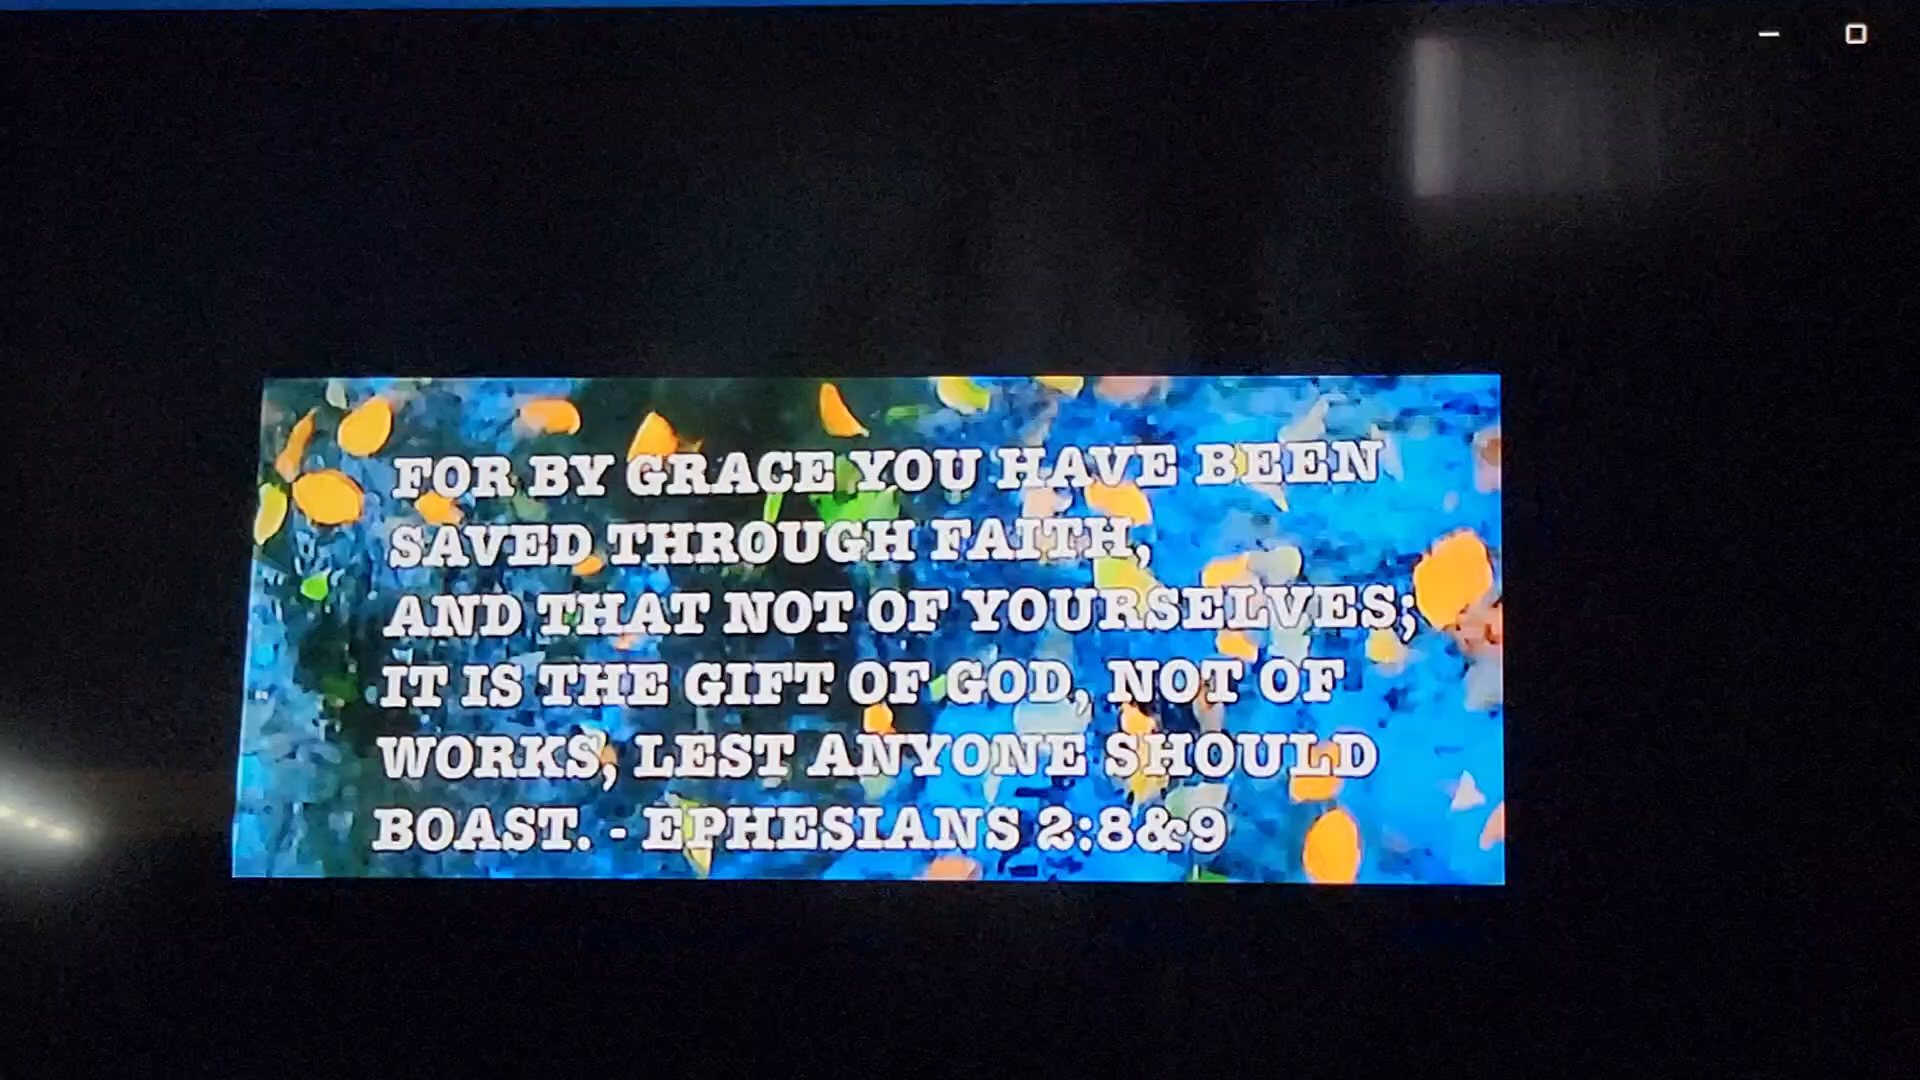 FOR BY GRACE YOU HAVE BEEN
SAVED THROUGH FAITH,
AND THAT NOT OF YOURSELVES;
IT IS THE GIFT OF GOD, NOT OF
WORKS, LEST ANYONE SHOULD
BOAST. - EPHESIANS 2:8&9